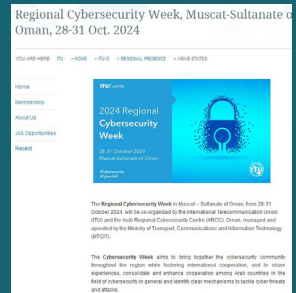 Regional Cybersecurity Week, Muscat-Sultanate o
Oman, 28-31 Oct. 2024
YOU ARE HERE ITU > HOME > ITU-D > REGIONAL PRESENCE > ARAB STATES
Home
Membership
About Us
Job Opportunities
Recent
ITUEvents
2024 Regional
Cybersecurity
Week
28-31 October 2024
Muscat-Sultanate of Oman
The Regional Cybersecurity Week in Muscat – Sultanate of Oman, from 28-31
October 2024, will be co-organized by the International Telecommunication Union
(ITU) and the Arab Regional Cybersecurity Centre (ARCC), Oman, managed and
operated by the Ministry of Transport, Communications and Information Technology
(MTCIT).
The Cybersecurity Week aims to bring together the cybersecurity community
throughout the region while fostering international cooperation, and to share
experiences, consolidate and enhance cooperation among Arab countries in the
field of cybersecurity in general and identify clear mechanisms to tackle cyber threats
and attacks.